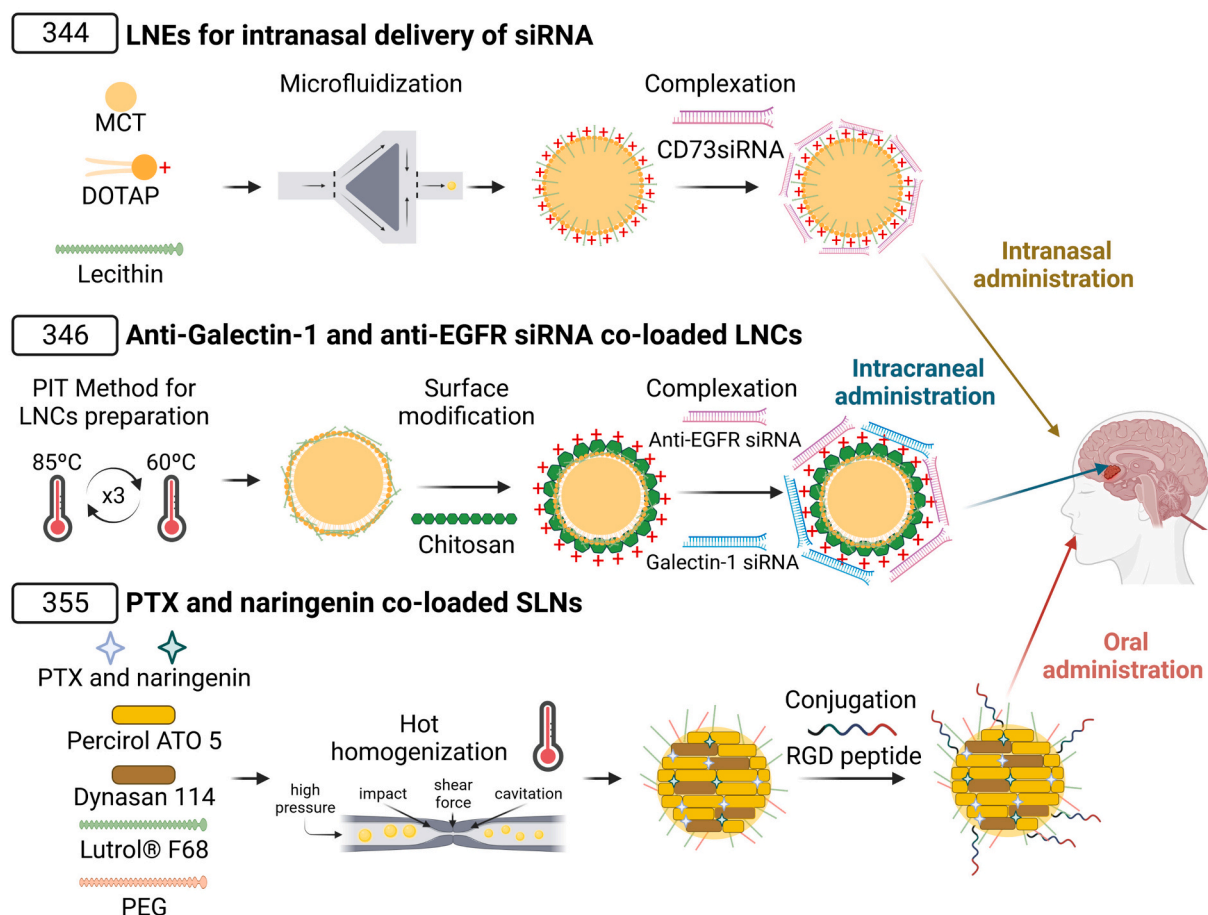 344 LNEs for intranasal delivery of siRNA
MCT
DOTAP
+
Lecithin
Microfluidization
Complexation
CD73siRNA
Intranasal
administration
346 Anti-Galectin-1 and anti-EGFR siRNA co-loaded LNCs
PIT Method for
LNCs preparation
85ºC
x3
60ºC
Surface
modification
Chitosan
Complexation
Anti-EGFR siRNA
Galectin-1 siRNA
Intracraneal
administration
355 PTX and naringenin co-loaded SLNs
PTX and naringenin
Percirol ATO 5
Dynasan 114
Lutrol® F68
PEG
Hot
homogenization
high
pressure
impact
shear
force
cavitation
Conjugation
RGD peptide
Oral
administration